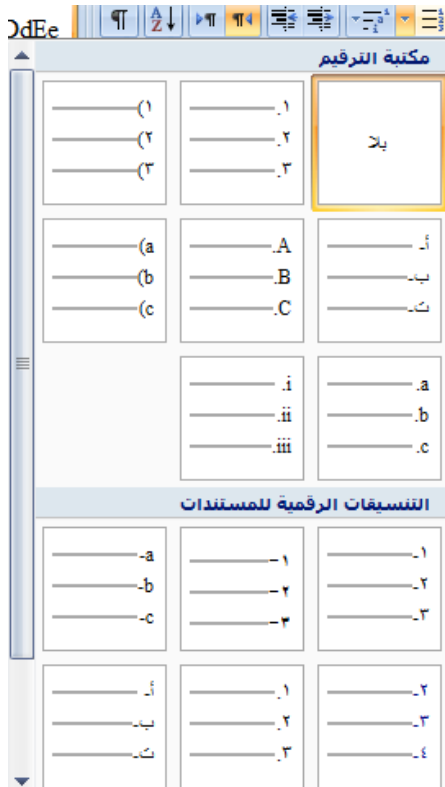 OdEe
مكتبة الترقيم
بلا
.١
.٢
.٣
(١
(٢
(٣
أ-
ب-
ت-
.A
.B
.C
(a
(b
(c
.a
.b
.c
.i
.ii
.iii
التنسيقات الرقمية للمستندات
-١
-٢
-٣
١ –
٢ –
٣ –
-a
-b
-c
-٢
-٣
-٤
.١
.٢
.٣
أ-
ب-
ت-